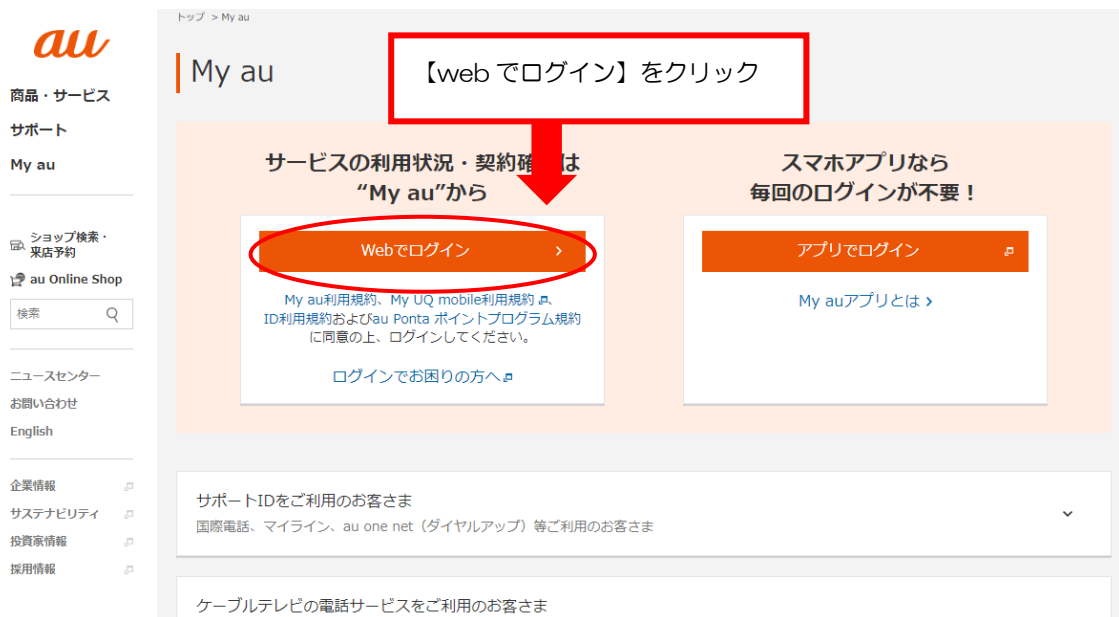 トップ > My au
au
My au
【web でログイン】をクリック
商品・サービス
サポート
My au
ショップ検索・
来店予約
au Online Shop
検索
ニュースセンター
お問い合わせ
English
企業情報
サステナビリティ
投資家情報
採用情報
サービスの利用状況・契約確 は
“My au”から
Webでログイン
My au利用規約、My UQ mobile利用規約、
ID利用規約およびau Ponta ポイントプログラム規約
に同意の上、ログインしてください。
ログインでお困りの方へ
スマホアプリなら
毎回のログインが不要！
アプリでログイン
My auアプリとは
サポートIDをご利用のお客さま
国際電話、マイライン、au one net（ダイヤルアップ）等ご利用のお客さま
ケーブルテレビの電話サービスをご利用のお客さま